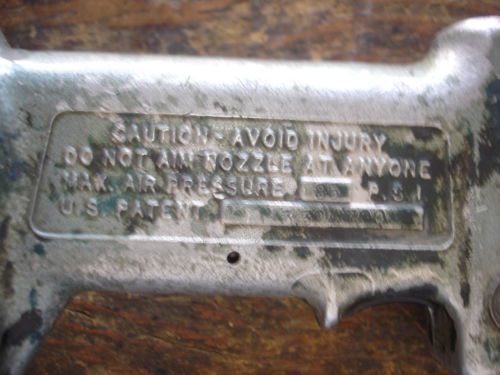 CAUTION - AVOID INJURY
DO NOT AIM NOZZLE AT ANYONE
MAX. AIR PRESSURE P.S.I
U.S. PATENT